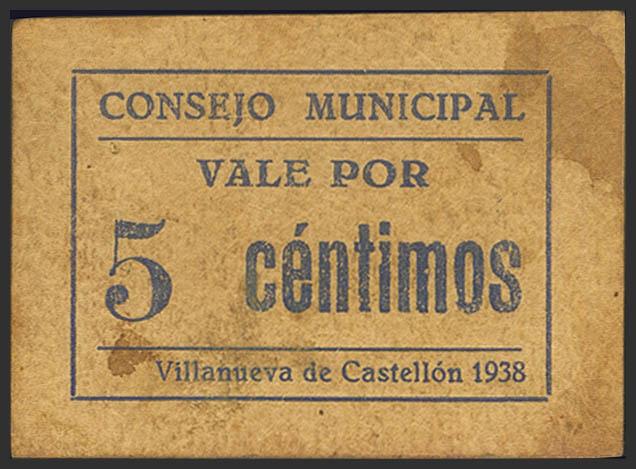 CONSEJO MUNICIPAL
VALE POR
5 céntimos
Villanueva de Castellón 1938